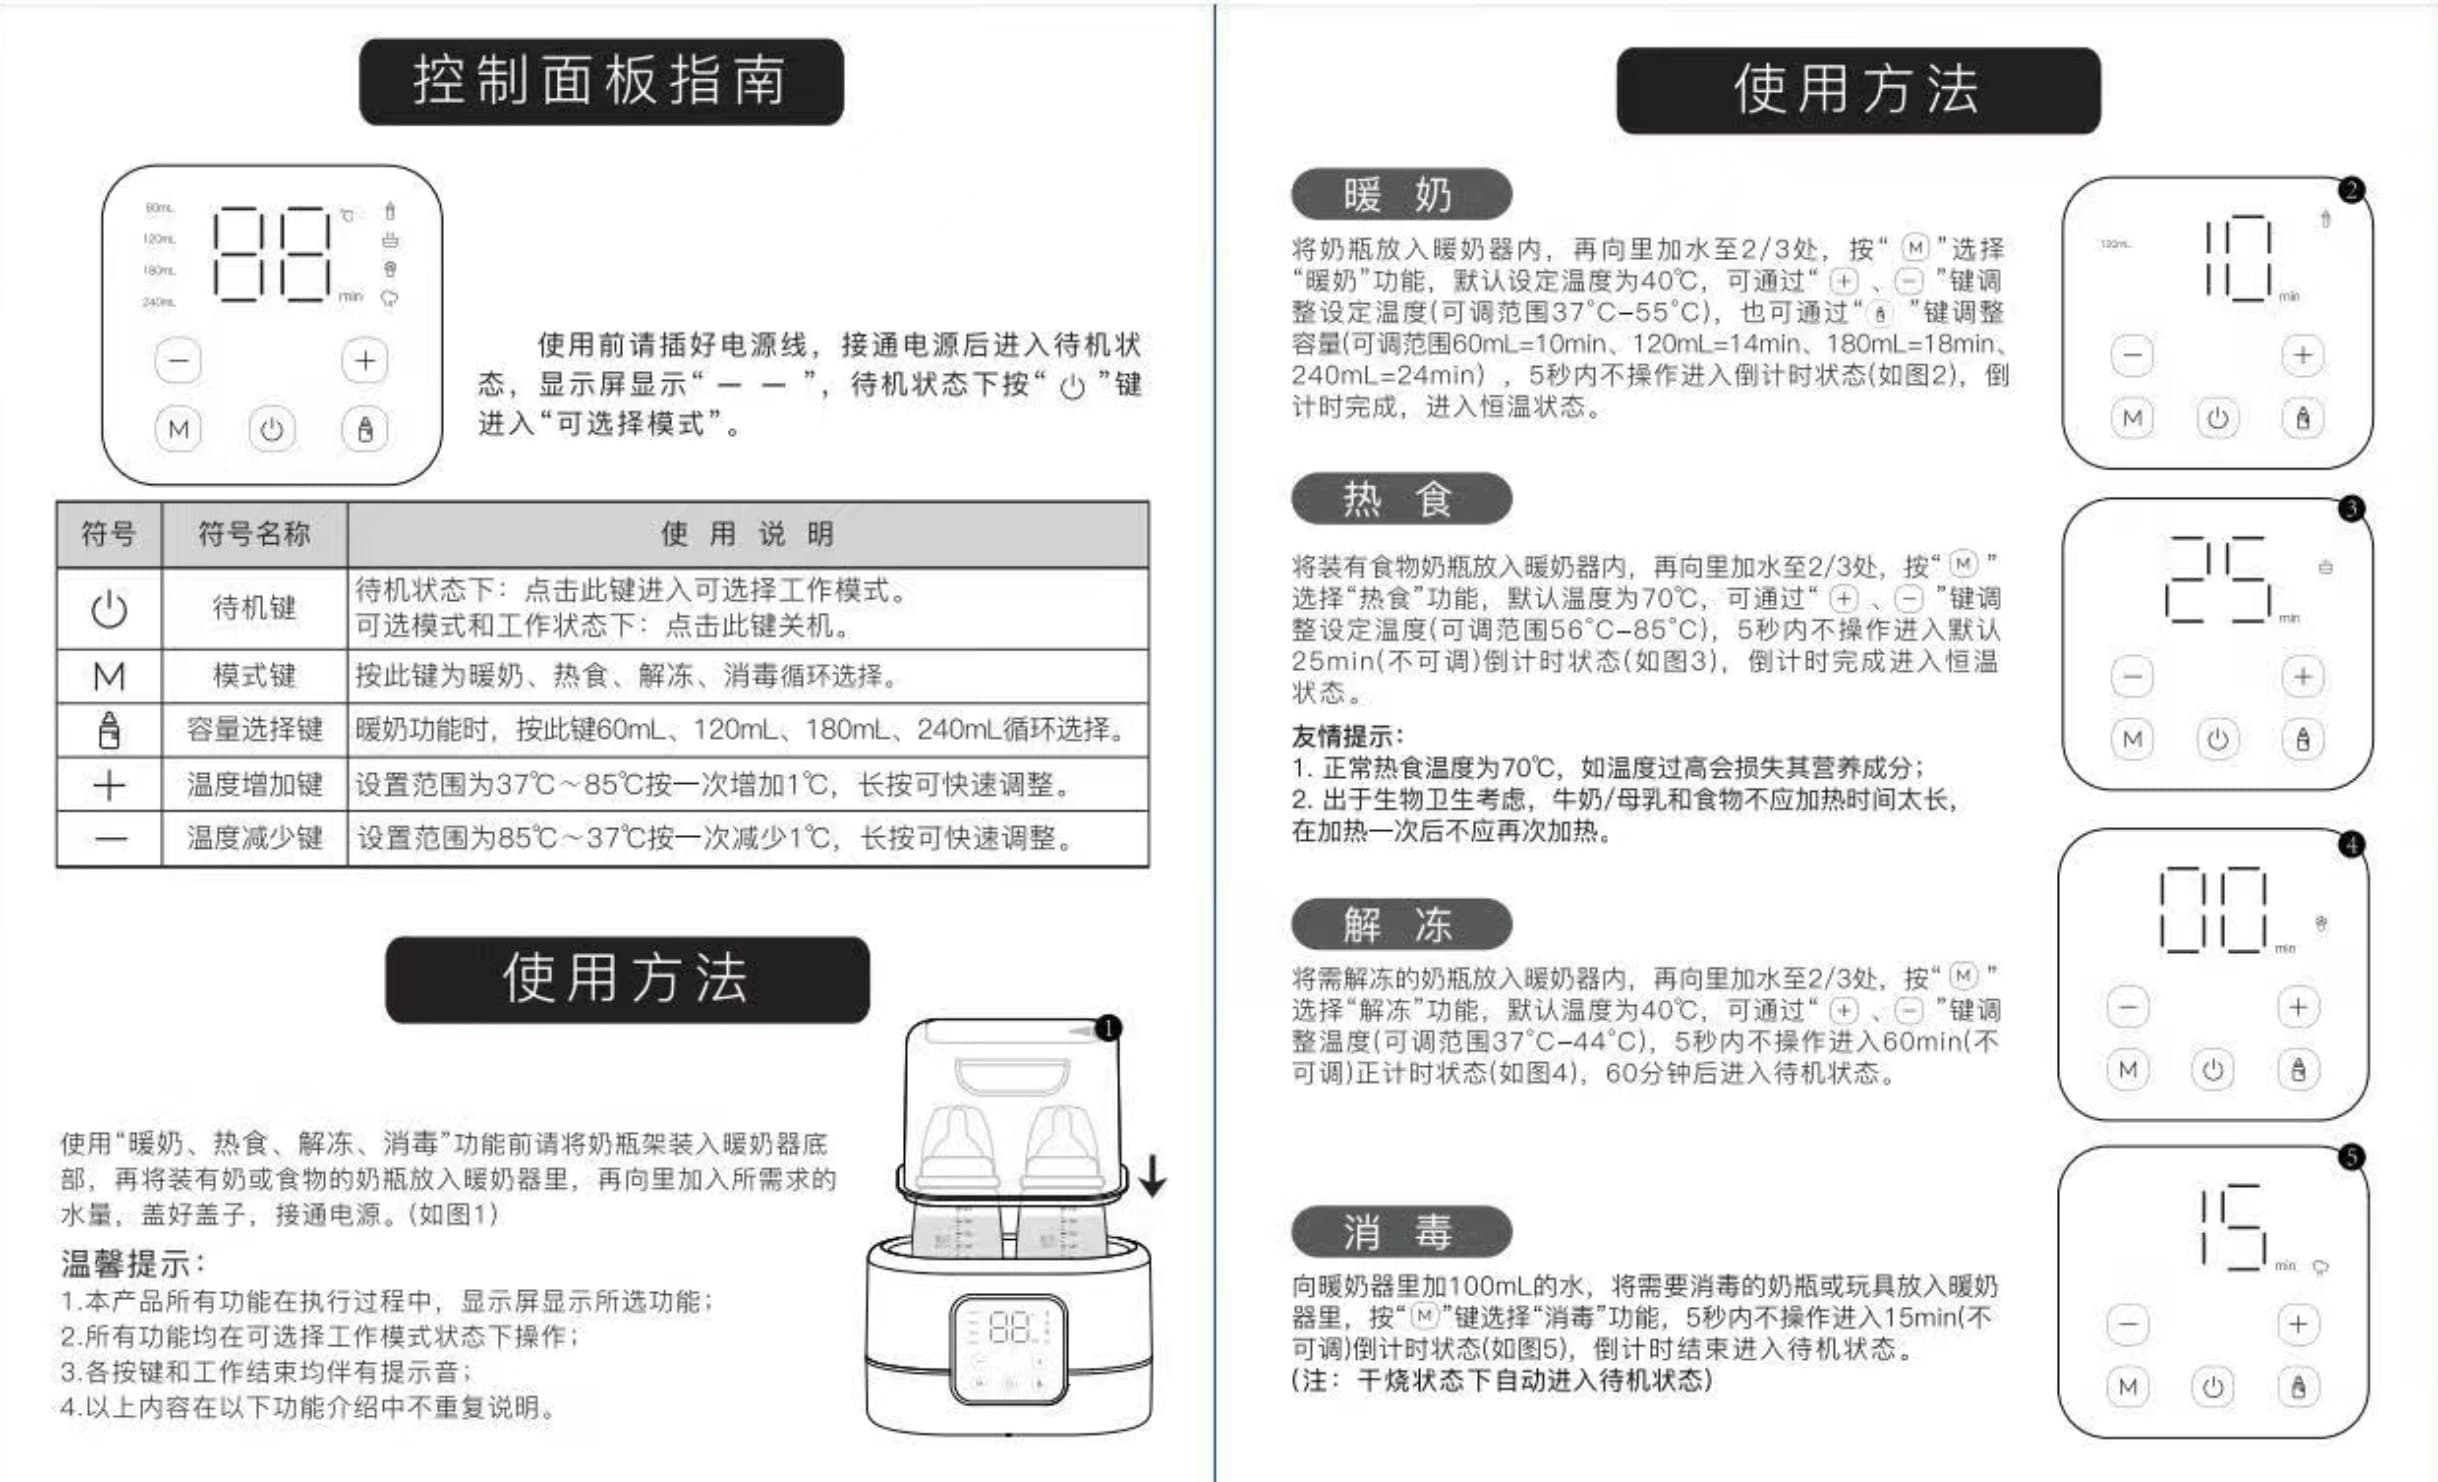 控制面板指南
60mL
120mL
180mL
240mL
88
℃
min
M
使用前请插好电源线，接通电源后进入待机状
态，显示屏显示“ — — ”，待机状态下按“ ⏻ ”键
进入“可选择模式”。
符号 符号名称 使用说明
⏻ 待机键 待机状态下：点击此键进入可选择工作模式。
可选模式和工作状态下：点击此键关机。
M 模式键 按此键为暖奶、热食、解冻、消毒循环选择。
容量选择键 暖奶功能时，按此键60mL、120mL、180mL、240mL循环选择。
+ 温度增加键 设置范围为37℃～85℃按一次增加1℃，长按可快速调整。
— 温度减少键 设置范围为85℃～37℃按一次减少1℃，长按可快速调整。
使用方法
1
使用“暖奶、热食、解冻、消毒”功能前请将奶瓶架装入暖奶器底
部，再将装有奶或食物的奶瓶放入暖奶器里，再向里加入所需求的
水量，盖好盖子，接通电源。(如图1)
温馨提示：
1.本产品所有功能在执行过程中，显示屏显示所选功能；
2.所有功能均在可选择工作模式状态下操作；
3.各按键和工作结束均伴有提示音；
4.以上内容在以下功能介绍中不重复说明。
88
使用方法
暖奶
将奶瓶放入暖奶器内，再向里加水至2/3处，按“ M ”选择
“暖奶”功能，默认设定温度为40℃，可通过“ + 、 − ”键调
整设定温度(可调范围37°C–55°C)，也可通过“ ”键调整
容量(可调范围60mL=10min、120mL=14min、180mL=18min、
240mL=24min)，5秒内不操作进入倒计时状态(如图2)，倒
计时完成，进入恒温状态。
2
120mL
10
min
M
热食
将装有食物奶瓶放入暖奶器内，再向里加水至2/3处，按“ M ”
选择“热食”功能，默认温度为70℃，可通过“ + 、 − ”键调
整设定温度(可调范围56°C–85°C)，5秒内不操作进入默认
25min(不可调)倒计时状态(如图3)，倒计时完成进入恒温
状态。
友情提示：
1. 正常热食温度为70℃，如温度过高会损失其营养成分；
2. 出于生物卫生考虑，牛奶/母乳和食物不应加热时间太长，
在加热一次后不应再次加热。
3
25
min
M
解冻
将需解冻的奶瓶放入暖奶器内，再向里加水至2/3处，按“ M ”
选择“解冻”功能，默认温度为40℃，可通过“ + 、 − ”键调
整温度(可调范围37°C–44°C)，5秒内不操作进入60min(不
可调)正计时状态(如图4)，60分钟后进入待机状态。
4
00
min
M
消毒
向暖奶器里加100mL的水，将需要消毒的奶瓶或玩具放入暖奶
器里，按“ M ”键选择“消毒”功能，5秒内不操作进入15min(不
可调)倒计时状态(如图5)，倒计时结束进入待机状态。
(注：干烧状态下自动进入待机状态)
5
15
min
M